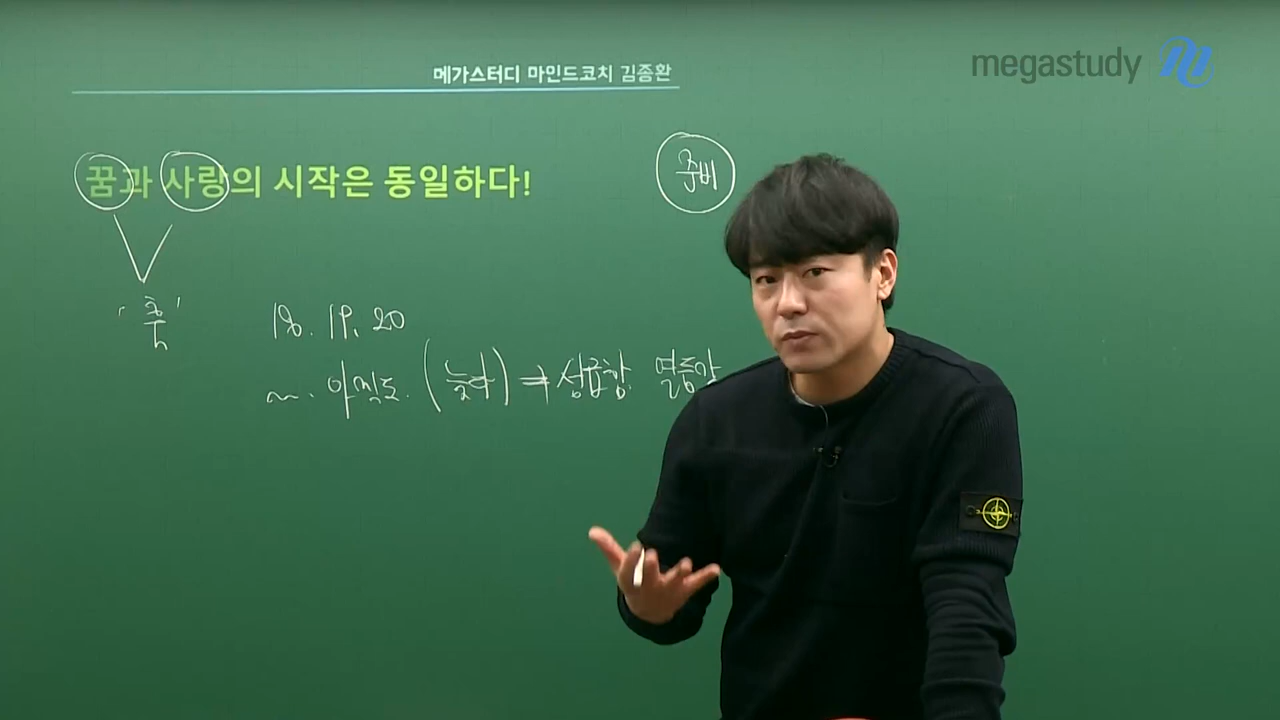 메가스터디 마인드코치 김종환
megastudy
꿈과 사랑의 시작은 동일하다!
준비
18. 19. 20
아직도. (늦다) ⇒ 성급함 열등감